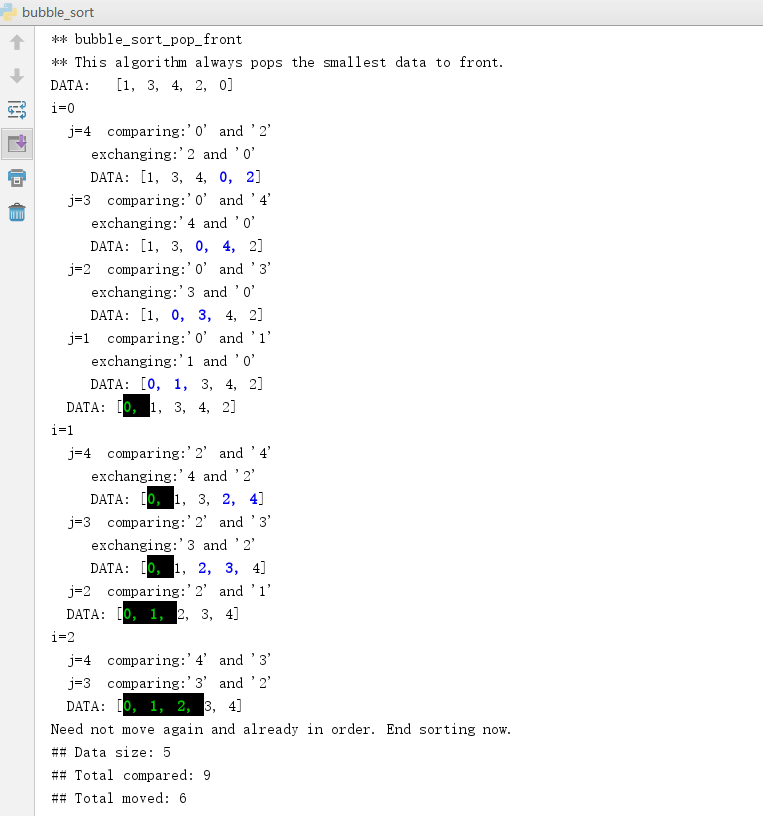 bubble_sort
** bubble_sort_pop_front
** This algorithm always pops the smallest data to front.
DATA:   [1, 3, 4, 2, 0]
i=0
  j=4  comparing:'0' and '2'
     exchanging:'2 and '0'
     DATA: [1, 3, 4, 0, 2]
  j=3  comparing:'0' and '4'
     exchanging:'4 and '0'
     DATA: [1, 3, 0, 4, 2]
  j=2  comparing:'0' and '3'
     exchanging:'3 and '0'
     DATA: [1, 0, 3, 4, 2]
  j=1  comparing:'0' and '1'
     exchanging:'1 and '0'
     DATA: [0, 1, 3, 4, 2]
  DATA: [0, 1, 3, 4, 2]
i=1
  j=4  comparing:'2' and '4'
     exchanging:'4 and '2'
     DATA: [0, 1, 3, 2, 4]
  j=3  comparing:'2' and '3'
     exchanging:'3 and '2'
     DATA: [0, 1, 2, 3, 4]
  j=2  comparing:'2' and '1'
  DATA: [0, 1, 2, 3, 4]
i=2
  j=4  comparing:'4' and '3'
  j=3  comparing:'3' and '2'
  DATA: [0, 1, 2, 3, 4]
Need not move again and already in order. End sorting now.
## Data size: 5
## Total compared: 9
## Total moved: 6